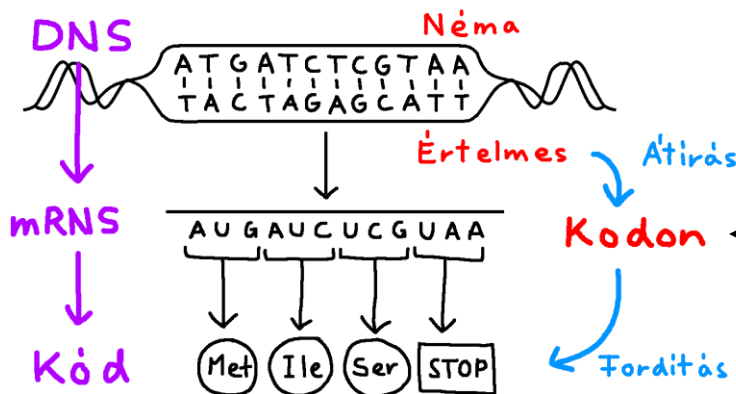 DNS
Néma
ATGATCTCGTAA
TACTAGAGCATT
Értelmes
Átírás
mRNS
AUGAUCUCGUAA
Kodon
Kód
Met
Ile
Ser
STOP
Fordítás